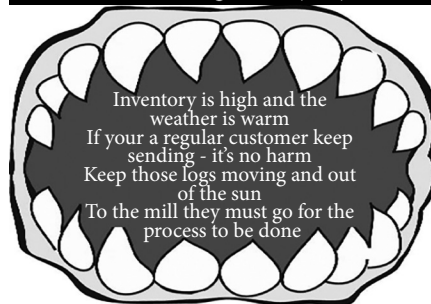 Inventory is high and the
weather is warm
If your a regular customer keep
sending - it's no harm
Keep those logs moving and out
of the sun
To the mill they must go for the
process to be done